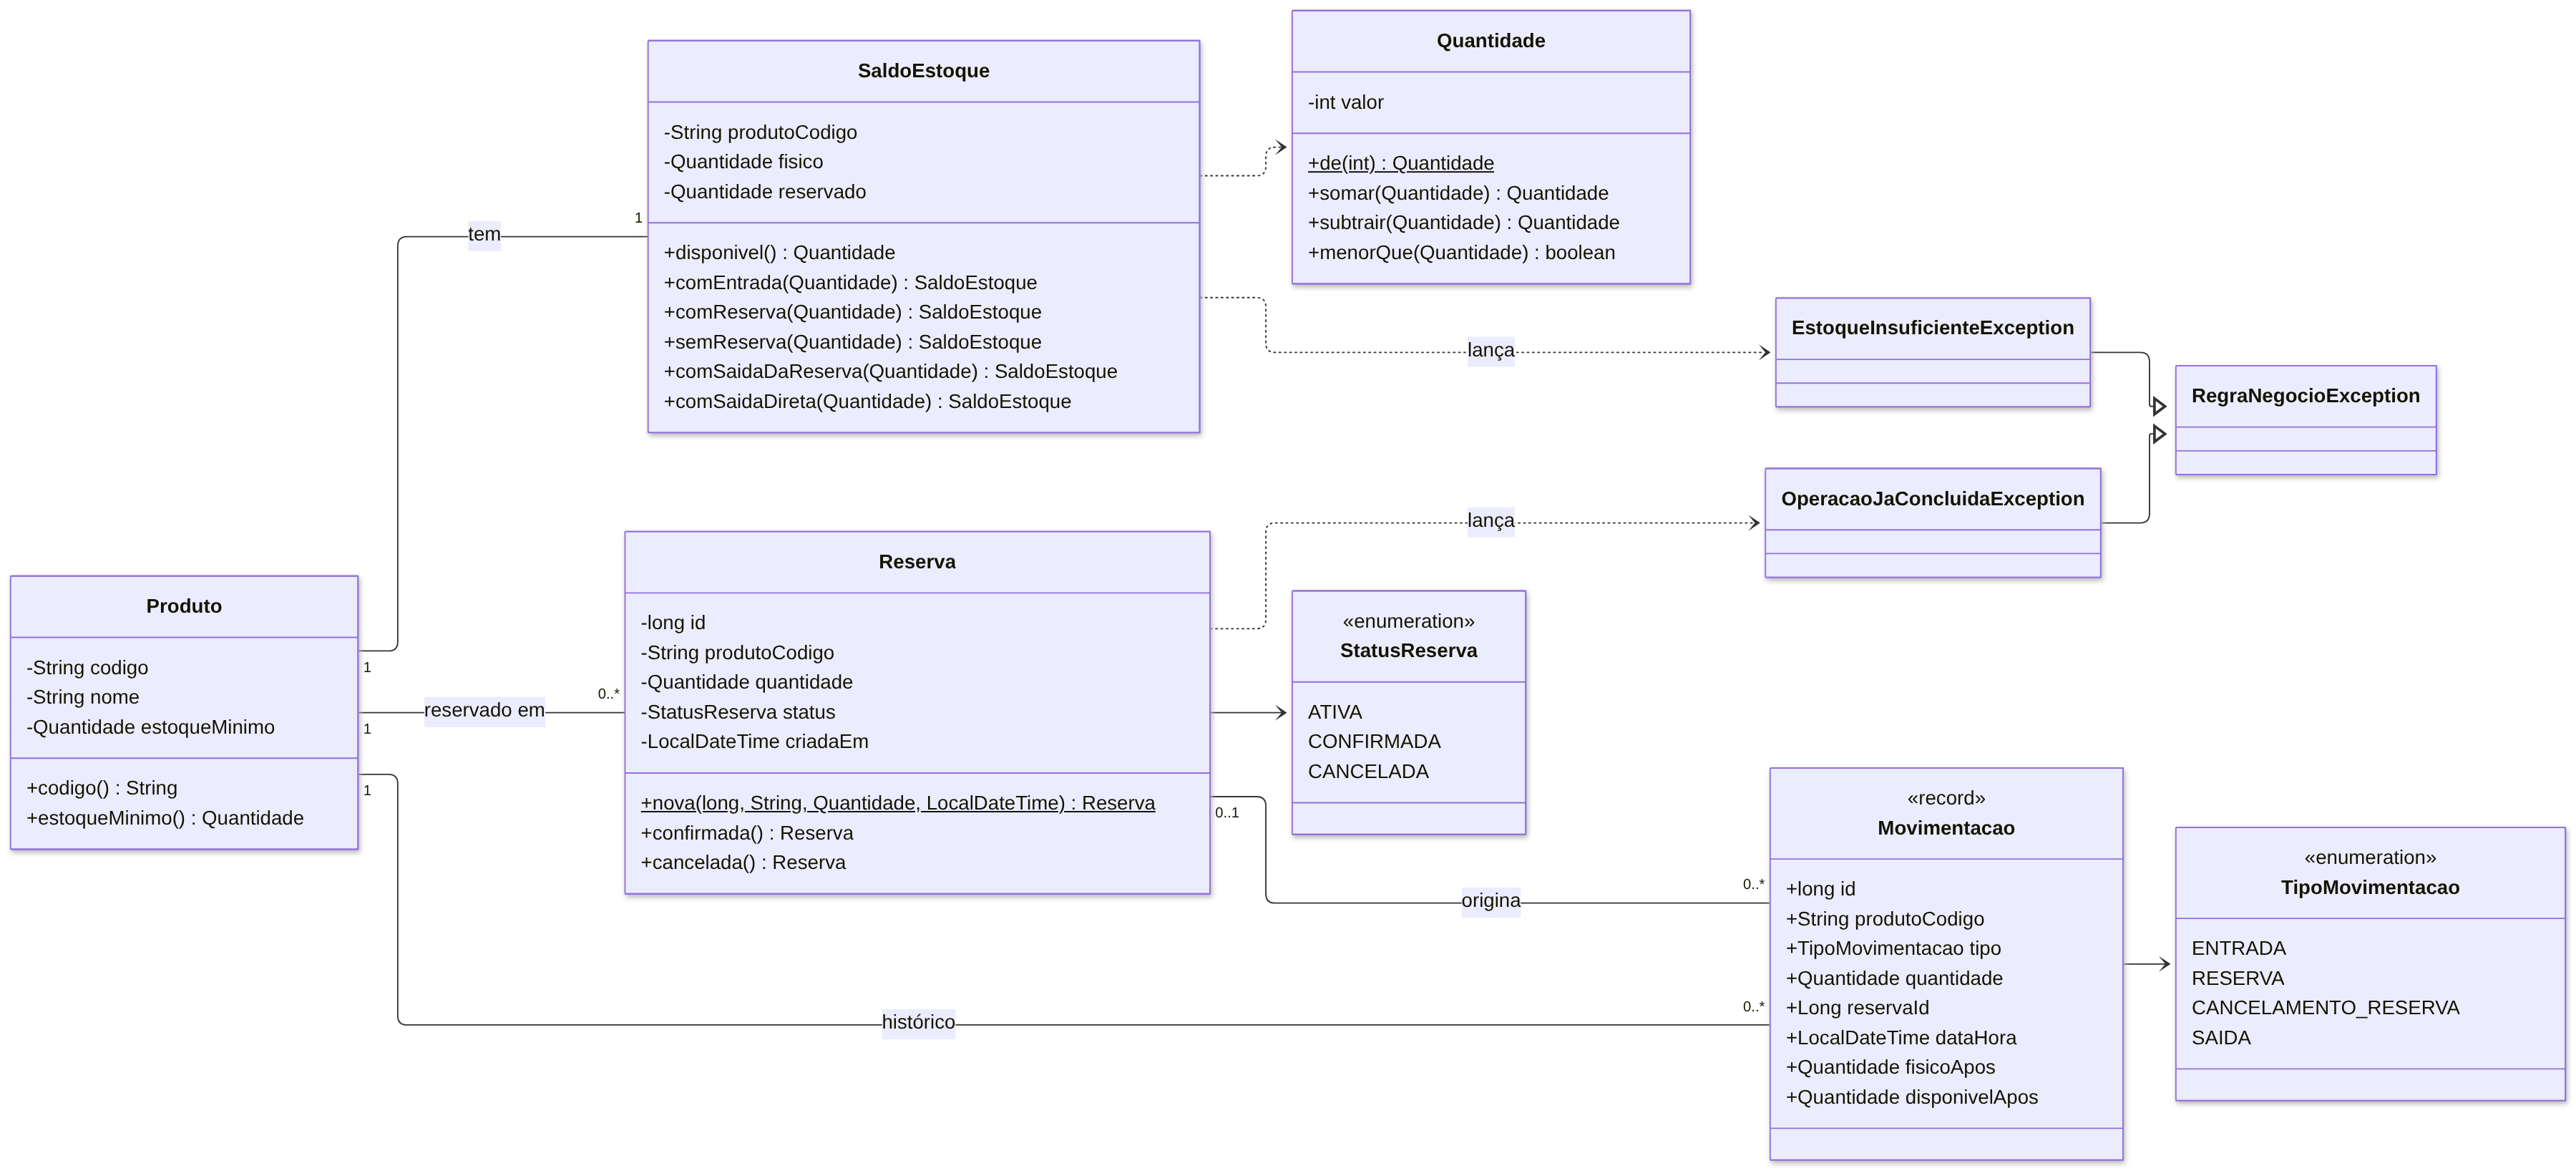 SaldoEstoque
-String produtoCodigo
-Quantidade fisico
-Quantidade reservado
+disponivel() : Quantidade
+comEntrada(Quantidade) : SaldoEstoque
+comReserva(Quantidade) : SaldoEstoque
+semReserva(Quantidade) : SaldoEstoque
+comSaidaDaReserva(Quantidade) : SaldoEstoque
+comSaidaDireta(Quantidade) : SaldoEstoque
Quantidade
-int valor
+de(int) : Quantidade
+somar(Quantidade) : Quantidade
+subtrair(Quantidade) : Quantidade
+menorQue(Quantidade) : boolean
tem
1
1
lança
EstoqueInsuficienteException
RegraNegocioException
lança
OperacaoJaConcluidaException
Produto
-String codigo
-String nome
-Quantidade estoqueMinimo
+codigo() : String
+estoqueMinimo() : Quantidade
reservado em
1
0..*
Reserva
-long id
-String produtoCodigo
-Quantidade quantidade
-StatusReserva status
-LocalDateTime criadaEm
+nova(long, String, Quantidade, LocalDateTime) : Reserva
+confirmada() : Reserva
+cancelada() : Reserva
«enumeration»
StatusReserva
ATIVA
CONFIRMADA
CANCELADA
0..1
origina
0..*
1
histórico
0..*
«record»
Movimentacao
+long id
+String produtoCodigo
+TipoMovimentacao tipo
+Quantidade quantidade
+Long reservaId
+LocalDateTime dataHora
+Quantidade fisicoApos
+Quantidade disponivelApos
«enumeration»
TipoMovimentacao
ENTRADA
RESERVA
CANCELAMENTO_RESERVA
SAIDA